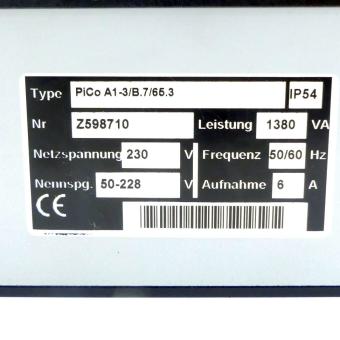 Type PiCo A1-3/B.7/65.3 IP54
Nr Z598710 Leistung 1380 VA
Netzspannung 230 V Frequenz 50/60 Hz
Nennspg. 50-228 V Aufnahme 6 A
CE